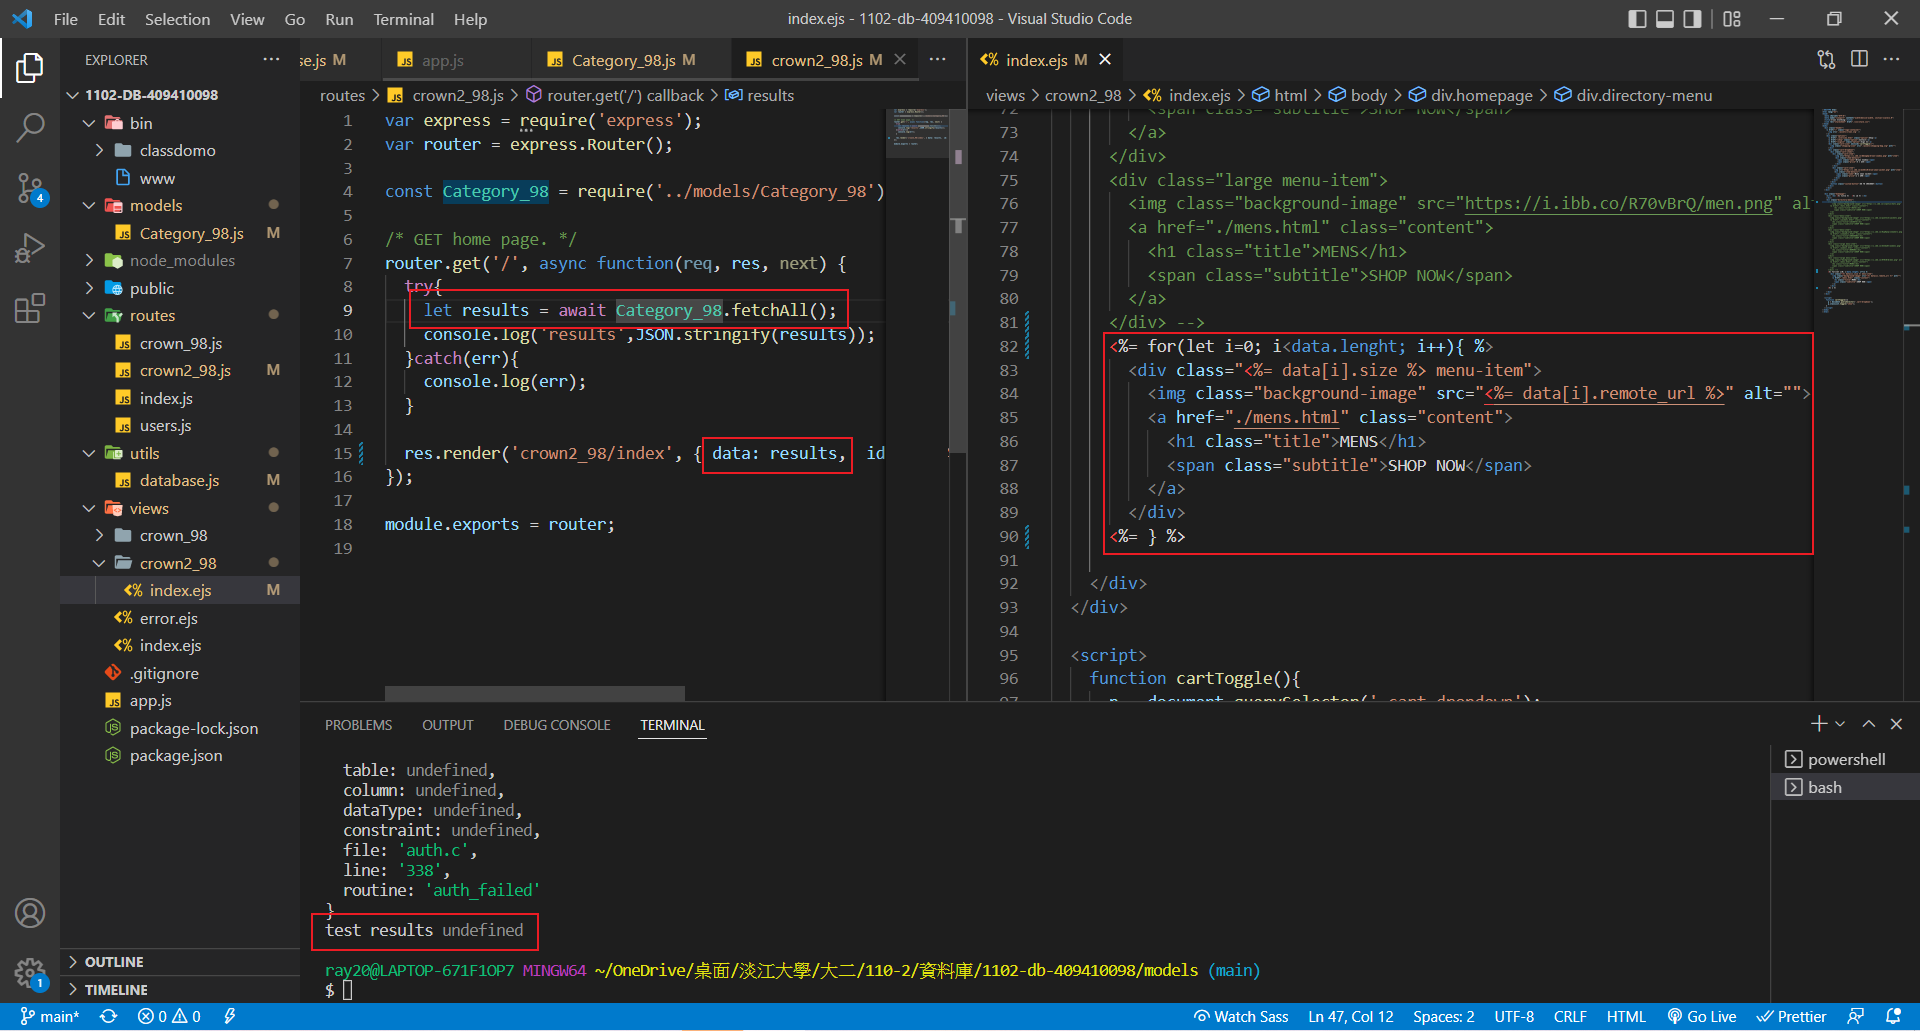 File Edit Selection View Go Run Terminal Help
index.ejs - 1102-db-409410098 - Visual Studio Code
EXPLORER
1102-DB-409410098
bin
classdomo
www
models
Category_98.js M
node_modules
public
routes
crown_98.js
crown2_98.js M
index.js
users.js
utils
database.js M
views
crown_98
crown2_98
index.ejs M
error.ejs
index.ejs
.gitignore
app.js
package-lock.json
package.json
OUTLINE
TIMELINE
4
1
se.js M
app.js
Category_98.js M
crown2_98.js M
routes > crown2_98.js > router.get('/') callback > results
1 var express = require('express');
2 var router = express.Router();
3
4 const Category_98 = require('../models/Category_98')
5
6 /* GET home page. */
7 router.get('/', async function(req, res, next) {
8 try{
9 let results = await Category_98.fetchAll();
10 console.log('results',JSON.stringify(results));
11 }catch(err){
12 console.log(err);
13 }
14
15 res.render('crown2_98/index', { data: results, id
16 });
17
18 module.exports = router;
19
index.ejs M
views > crown2_98 > index.ejs > html > body > div.homepage > div.directory-menu
72 <span class="subtitle">SHOP NOW</span>
73 </a>
74 </div>
75 <div class="large menu-item">
76 <img class="background-image" src="https://i.ibb.co/R70vBrQ/men.png" al
77 <a href="./mens.html" class="content">
78 <h1 class="title">MENS</h1>
79 <span class="subtitle">SHOP NOW</span>
80 </a>
81 </div> -->
82 <%= for(let i=0; i<data.lenght; i++){ %>
83 <div class="<%= data[i].size %> menu-item">
84 <img class="background-image" src="<%= data[i].remote_url %>" alt="">
85 <a href="./mens.html" class="content">
86 <h1 class="title">MENS</h1>
87 <span class="subtitle">SHOP NOW</span>
88 </a>
89 </div>
90 <%= } %>
91
92 </div>
93 </div>
94
95 <script>
96 function cartToggle(){
97
PROBLEMS OUTPUT DEBUG CONSOLE TERMINAL
table: undefined,
column: undefined,
dataType: undefined,
constraint: undefined,
file: 'auth.c',
line: '338',
routine: 'auth_failed'
}
test results undefined
ray20@LAPTOP-671F1OP7 MINGW64 ~/OneDrive/桌面/淡江大學/大二/110-2/資料庫/1102-db-409410098/models (main)
$
powershell
bash
main* 0 0
Watch Sass Ln 47, Col 12 Spaces: 2 UTF-8 CRLF HTML Go Live Prettier